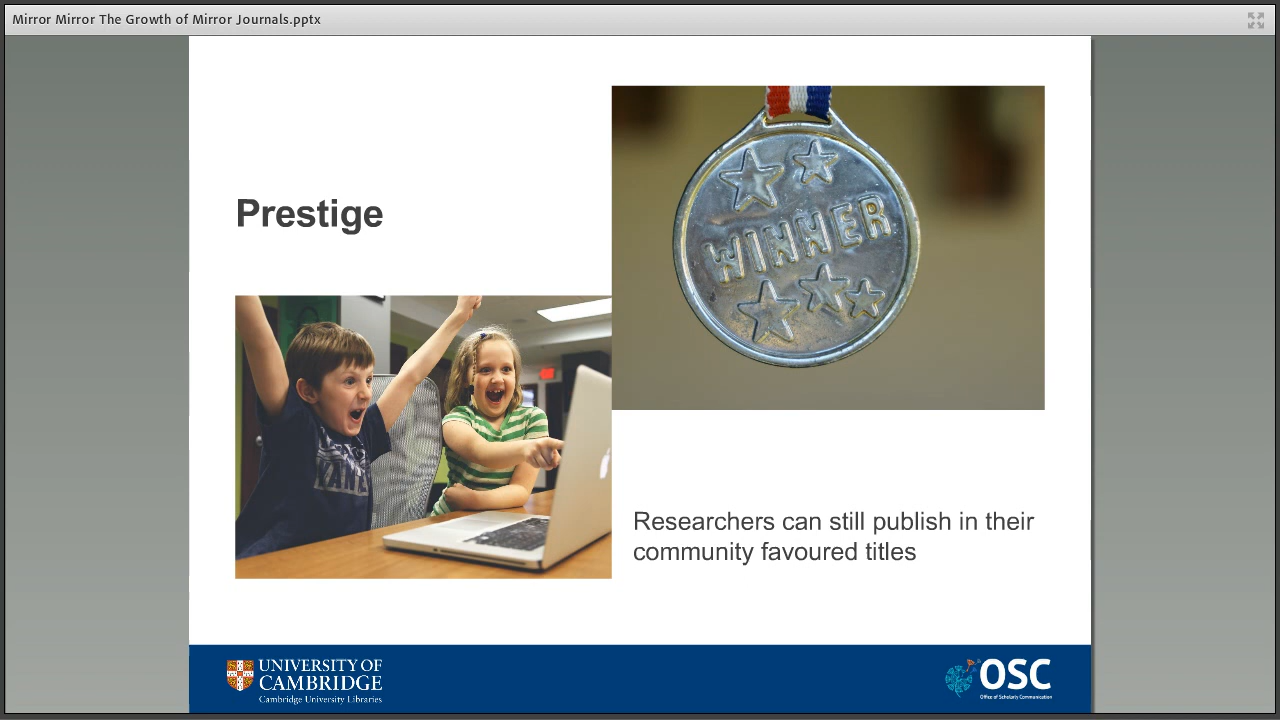 Mirror Mirror The Growth of Mirror Journals.pptx
Prestige
WINNER
Researchers can still publish in their
community favoured titles
UNIVERSITY OF
CAMBRIDGE
Cambridge University Libraries
OSC
Office of Scholarly Communication